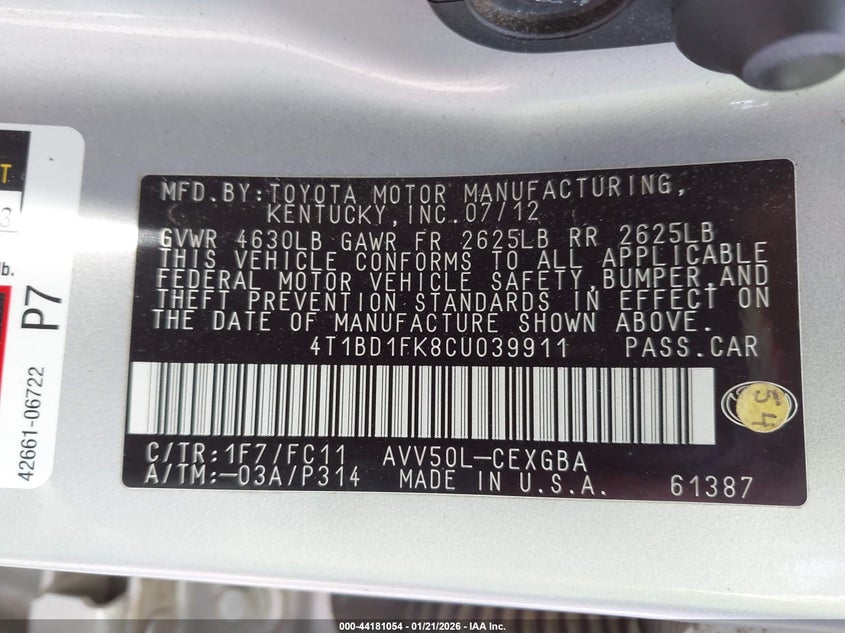 MFD.BY:TOYOTA MOTOR MANUFACTURING,
KENTUCKY,INC.07/12
GVWR 4630LB GAWR FR 2625LB RR 2625LB
THIS VEHICLE CONFORMS TO ALL APPLICABLE
FEDERAL MOTOR VEHICLE SAFETY,BUMPER,AND
THEFT PREVENTION STANDARDS IN EFFECT ON
THE DATE OF MANUFACTURE SHOWN ABOVE.
4T1BD1FK8CU039911 PASS.CAR
54
C/TR:1F7/FC11 AVV50L-CEXGBA
A/TM:-03A/P314 MADE IN U.S.A. 61387
T
3
lb.
P7
42661-06722
000-44181054 - 01/21/2026 - IAA Inc.